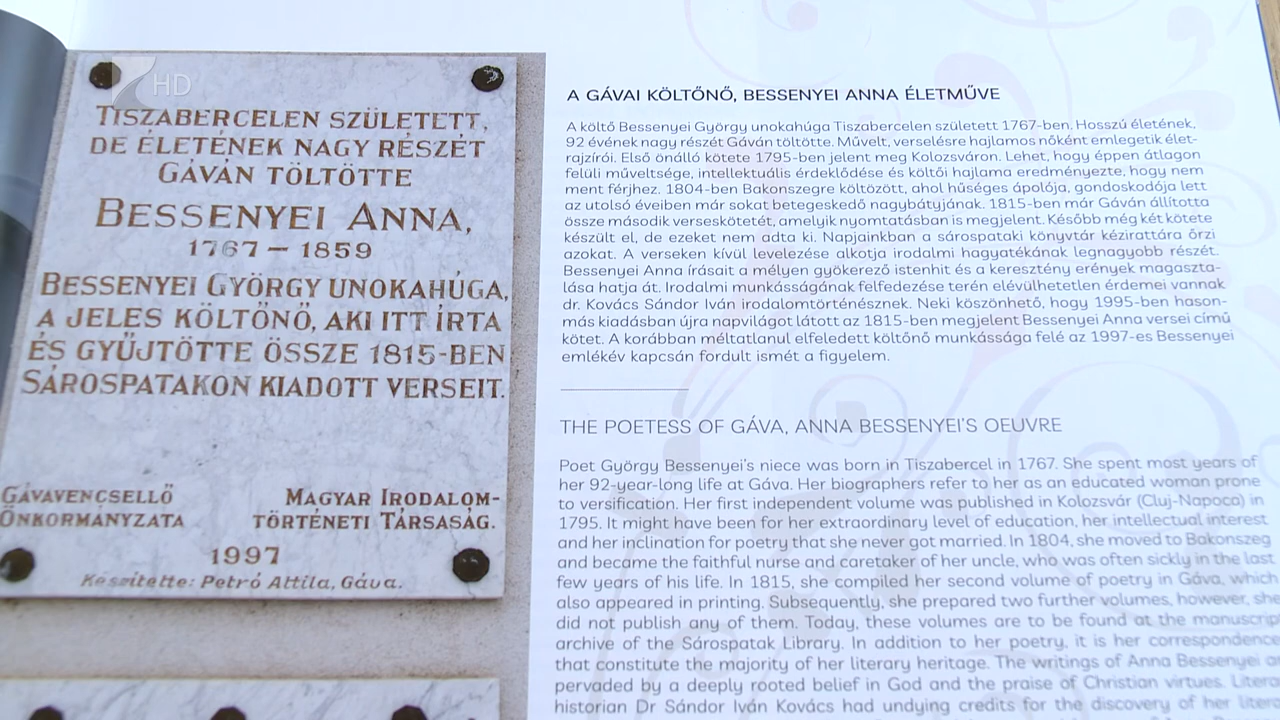 HD
TISZABERCELEN SZÜLETETT,
DE ÉLETÉNEK NAGY RÉSZÉT
GÁVÁN TÖLTÖTTE
BESSENYEI ANNA,
1767 – 1859
BESSENYEI GYÖRGY UNOKAHÚGA,
A JELES KÖLTŐNŐ, AKI ITT ÍRTA
ÉS GYŰJTÖTTE ÖSSZE 1815-BEN
SÁROSPATAKON KIADOTT VERSEIT.
GÁVAVENCSELLŐ
ÖNKORMÁNYZATA
MAGYAR IRODALOM-
TÖRTÉNETI TÁRSASÁG.
1997
Készítette: Petró Attila, Gáva.
A GÁVAI KÖLTŐNŐ, BESSENYEI ANNA ÉLETMŰVE
A költő Bessenyei György unokahúga Tiszabercelen született 1767-ben. Hosszú életének,
92 évének nagy részét Gáván töltötte. Művelt, verselésre hajlamos nőként emlegetik élet-
rajzírói. Első önálló kötete 1795-ben jelent meg Kolozsváron. Lehet, hogy éppen átlagon
felüli műveltsége, intellektuális érdeklődése és költői hajlama eredményezte, hogy nem
ment férjhez. 1804-ben Bakonszegre költözött, ahol hűséges ápolója, gondoskodója lett
az utolsó éveiben már sokat betegeskedő nagybátyjának. 1815-ben már Gáván állította
össze második verseskötetét, amelyik nyomtatásban is megjelent. Később még két kötete
készült el, de ezeket nem adta ki. Napjainkban a sárospataki könyvtár kézirattára őrzi
azokat. A verseken kívül levelezése alkotja irodalmi hagyatékának legnagyobb részét.
Bessenyei Anna írásait a mélyen gyökerező istenhit és a keresztény erények magaszta-
lása hatja át. Irodalmi munkásságának felfedezése terén elévülhetetlen érdemei vannak
dr. Kovács Sándor Iván irodalomtörténésznek. Neki köszönhető, hogy 1995-ben hason-
más kiadásban újra napvilágot látott az 1815-ben megjelent Bessenyei Anna versei című
kötet. A korábban méltatlanul elfeledett költőnő munkássága felé az 1997-es Bessenyei
emlékév kapcsán fordult ismét a figyelem.
THE POETESS OF GÁVA, ANNA BESSENYEI'S OEUVRE
Poet György Bessenyei's niece was born in Tiszabercel in 1767. She spent most years of
her 92-year-long life at Gáva. Her biographers refer to her as an educated woman prone
to versification. Her first independent volume was published in Kolozsvár (Cluj-Napoca) in
1795. It might have been for her extraordinary level of education, her intellectual interest
and her inclination for poetry that she never got married. In 1804, she moved to Bakonszeg
and became the faithful nurse and caretaker of her uncle, who was often sickly in the last
few years of his life. In 1815, she compiled her second volume of poetry in Gáva, which
also appeared in printing. Subsequently, she prepared two further volumes, however, she
did not publish any of them. Today, these volumes are to be found at the manuscrip
archive of the Sárospatak Library. In addition to her poetry, it is her correspondence
that constitute the majority of her literary heritage. The writings of Anna Bessenyei
pervaded by a deeply rooted belief in God and the praise of Christian virtues. Litera
historian Dr Sándor Iván Kovács had undying credits for the discovery of her litera